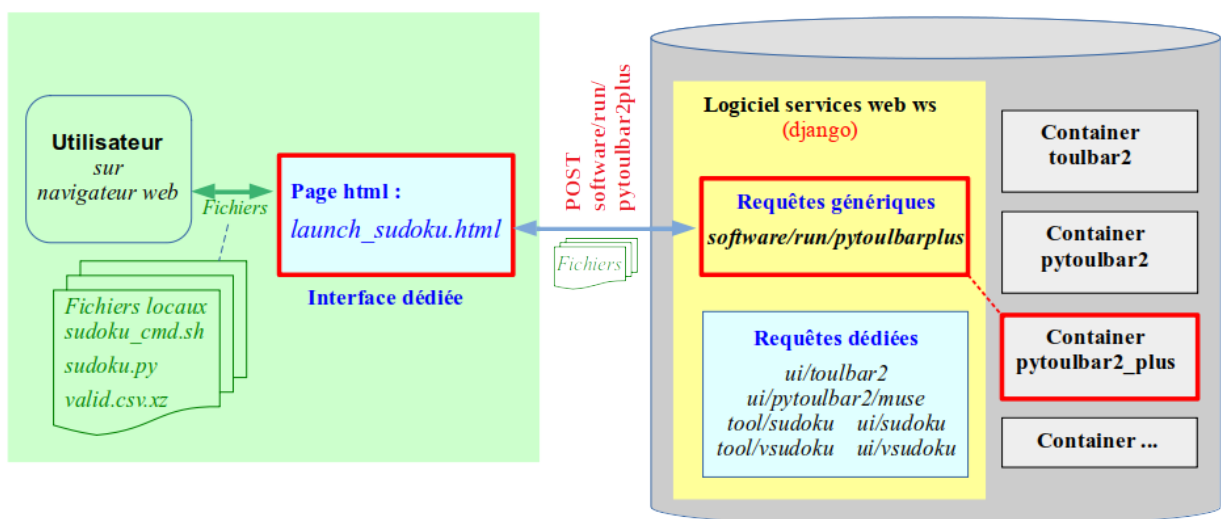 Utilisateur
sur
navigateur web
Fichiers
Fichiers locaux
sudoku_cmd.sh
sudoku.py
valid.csv.xz
Page html :
launch_sudoku.html
Interface dédiée
POST
software/run/
pytoulbar2plus
Fichiers
Logiciel services web ws
(django)
Requêtes génériques
software/run/pytoulbarplus
Requêtes dédiées
ui/toulbar2
ui/pytoulbar2/muse
tool/sudoku ui/sudoku
tool/vsudoku ui/vsudoku
Container
toulbar2
Container
pytoulbar2
Container
pytoulbar2_plus
Container ...